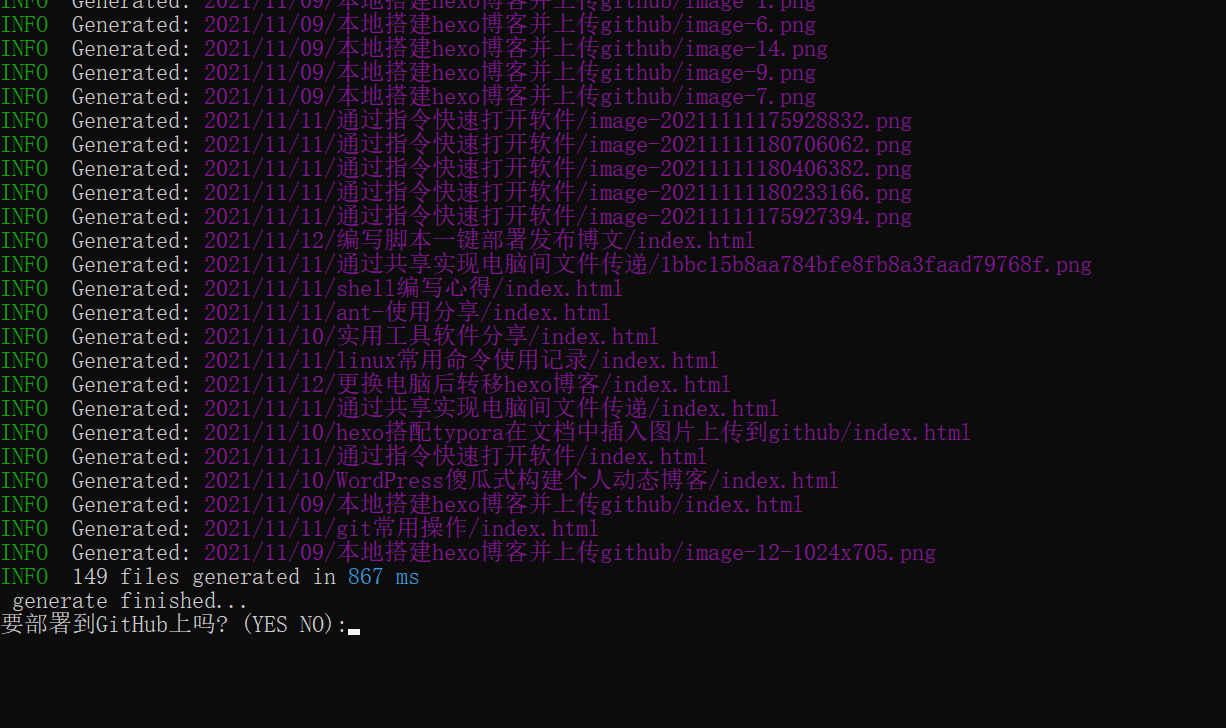 INFO  Generated: 2021/11/09/本地搭建hexo博客并上传github/image-1.png
INFO  Generated: 2021/11/09/本地搭建hexo博客并上传github/image-6.png
INFO  Generated: 2021/11/09/本地搭建hexo博客并上传github/image-14.png
INFO  Generated: 2021/11/09/本地搭建hexo博客并上传github/image-9.png
INFO  Generated: 2021/11/09/本地搭建hexo博客并上传github/image-7.png
INFO  Generated: 2021/11/11/通过指令快速打开软件/image-20211111175928832.png
INFO  Generated: 2021/11/11/通过指令快速打开软件/image-20211111180706062.png
INFO  Generated: 2021/11/11/通过指令快速打开软件/image-20211111180406382.png
INFO  Generated: 2021/11/11/通过指令快速打开软件/image-20211111180233166.png
INFO  Generated: 2021/11/11/通过指令快速打开软件/image-20211111175927394.png
INFO  Generated: 2021/11/12/编写脚本一键部署发布博文/index.html
INFO  Generated: 2021/11/11/通过共享实现电脑间文件传递/1bbc15b8aa784bfe8fb8a3faad79768f.png
INFO  Generated: 2021/11/11/shell编写心得/index.html
INFO  Generated: 2021/11/11/ant-使用分享/index.html
INFO  Generated: 2021/11/10/实用工具软件分享/index.html
INFO  Generated: 2021/11/11/linux常用命令使用记录/index.html
INFO  Generated: 2021/11/12/更换电脑后转移hexo博客/index.html
INFO  Generated: 2021/11/11/通过共享实现电脑间文件传递/index.html
INFO  Generated: 2021/11/10/hexo搭配typora在文档中插入图片上传到github/index.html
INFO  Generated: 2021/11/11/通过指令快速打开软件/index.html
INFO  Generated: 2021/11/10/WordPress傻瓜式构建个人动态博客/index.html
INFO  Generated: 2021/11/09/本地搭建hexo博客并上传github/index.html
INFO  Generated: 2021/11/11/git常用操作/index.html
INFO  Generated: 2021/11/09/本地搭建hexo博客并上传github/image-12-1024x705.png
INFO  149 files generated in 867 ms
generate finished...
要部署到GitHub上吗? (YES NO):